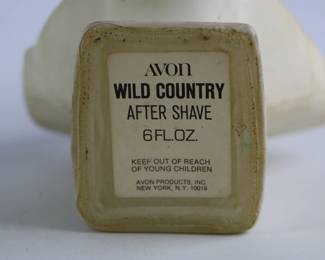 AVON
WILD COUNTRY
AFTER SHAVE
6 FL. OZ.
KEEP OUT OF REACH
OF YOUNG CHILDREN
AVON PRODUCTS, INC.
NEW YORK, N.Y. 10019